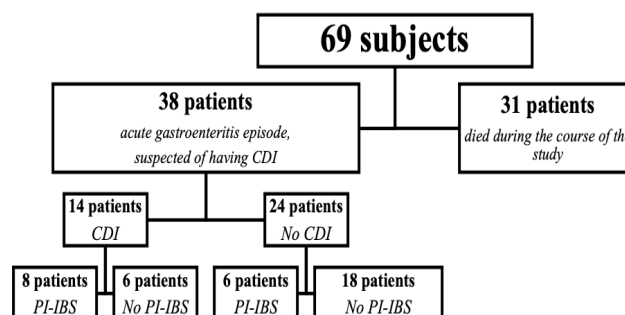 69 subjects
38 patients
acute gastroenteritis episode,
suspected of having CDI
31 patients
died during the course of the
study
14 patients
CDI
24 patients
No CDI
8 patients
PI-IBS
6 patients
No PI-IBS
6 patients
PI-IBS
18 patients
No PI-IBS